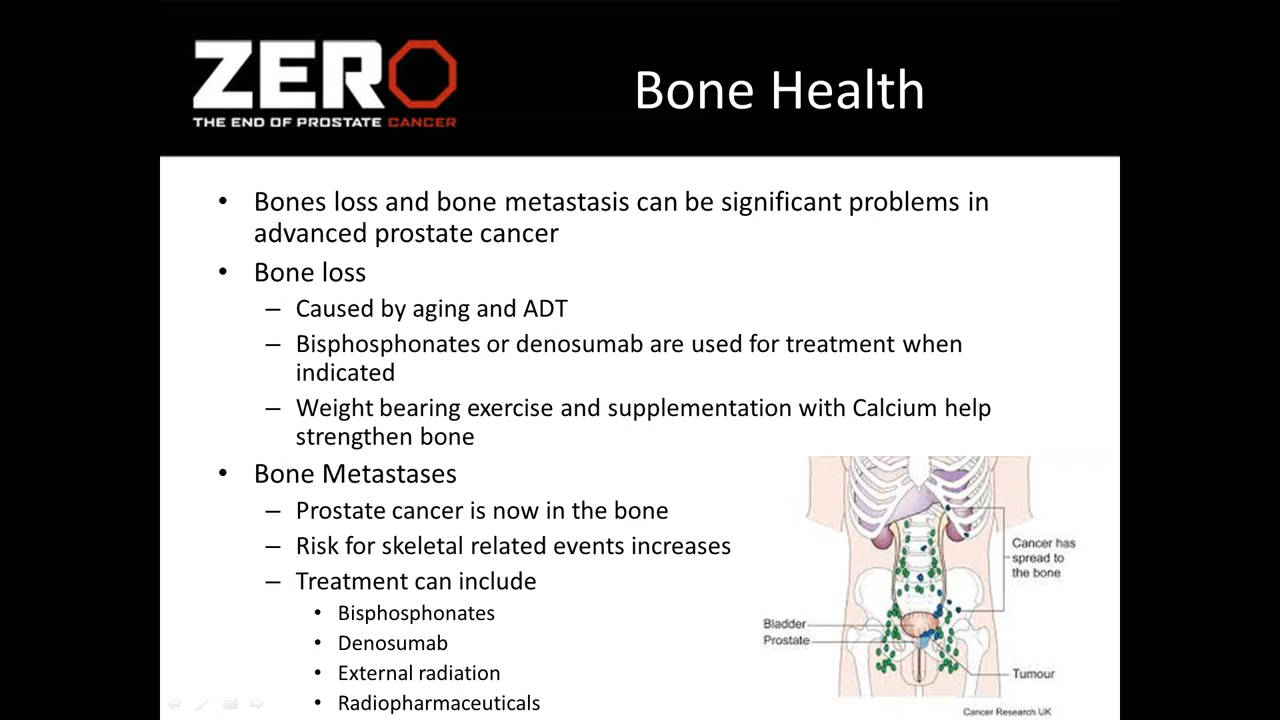 ZERO
THE END OF PROSTATE CANCER
Bone Health
• Bones loss and bone metastasis can be significant problems in
advanced prostate cancer
• Bone loss
– Caused by aging and ADT
– Bisphosphonates or denosumab are used for treatment when
indicated
– Weight bearing exercise and supplementation with Calcium help
strengthen bone
• Bone Metastases
– Prostate cancer is now in the bone
– Risk for skeletal related events increases
– Treatment can include
• Bisphosphonates
• Denosumab
• External radiation
• Radiopharmaceuticals
Cancer has
spread to
the bone
Bladder
Prostate
Tumour
Cancer Research UK